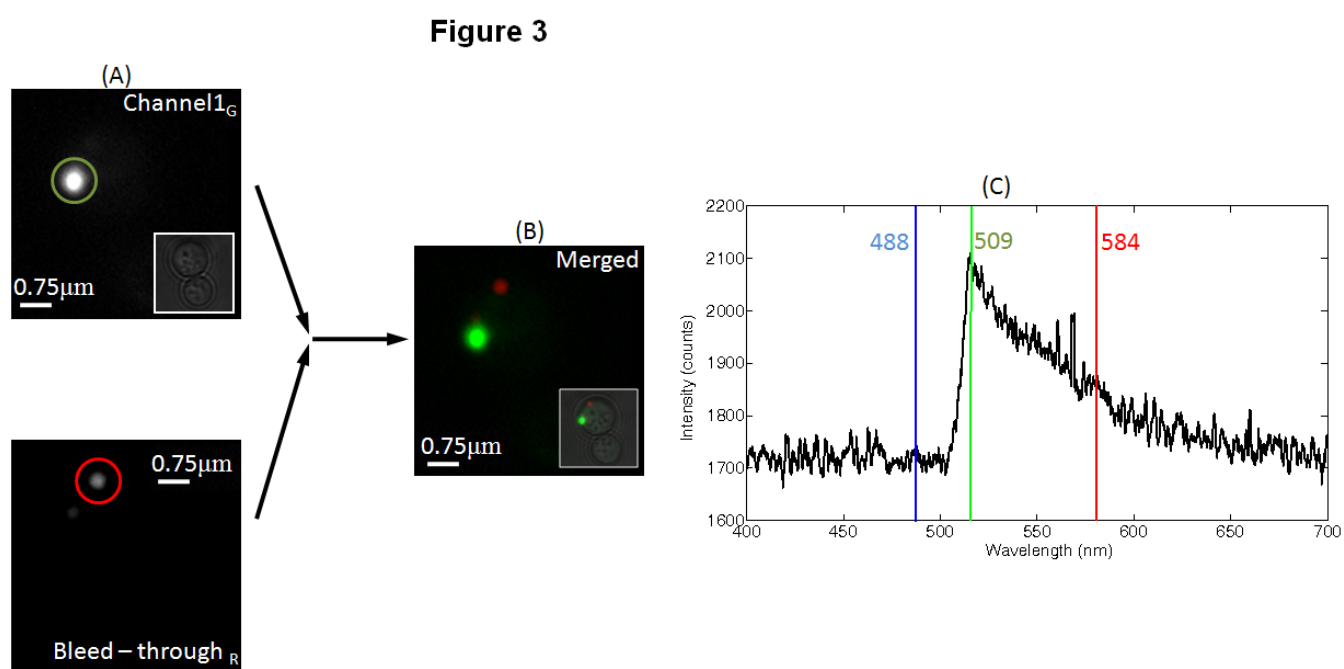 Figure 3
(A)
Channel1G
0.75μm
0.75μm
Bleed – through R
(B)
Merged
0.75μm
(C)
2200
2100
2000
1900
1800
1700
1600
Intensity (counts)
488
509
584
400
450
500
550
600
650
700
Wavelength (nm)